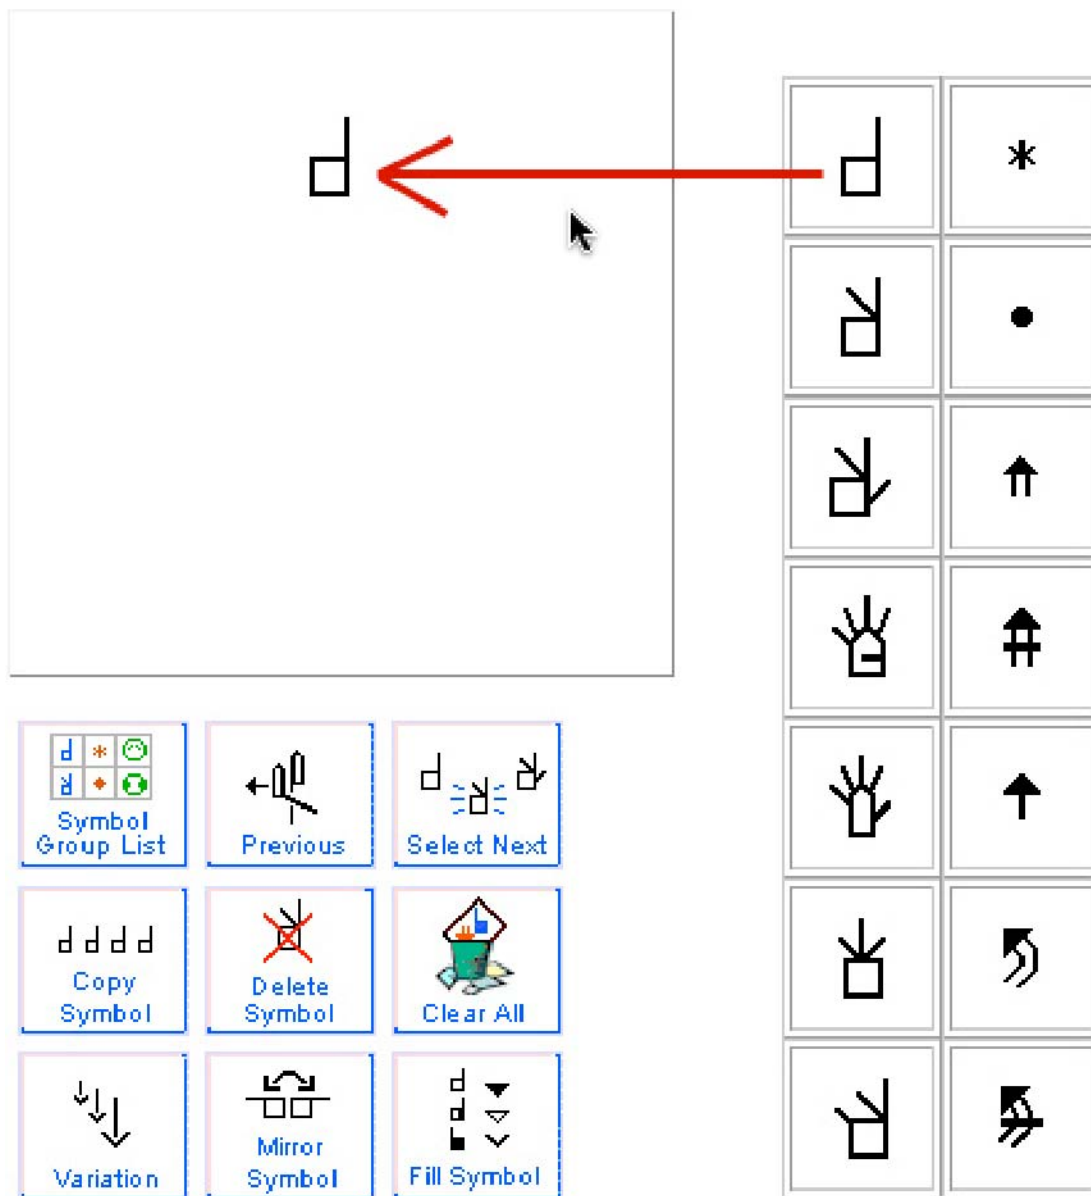 Symbol
Group List
Previous
Select Next
Copy
Symbol
Delete
Symbol
Clear All
Variation
Mirror
Symbol
Fill Symbol